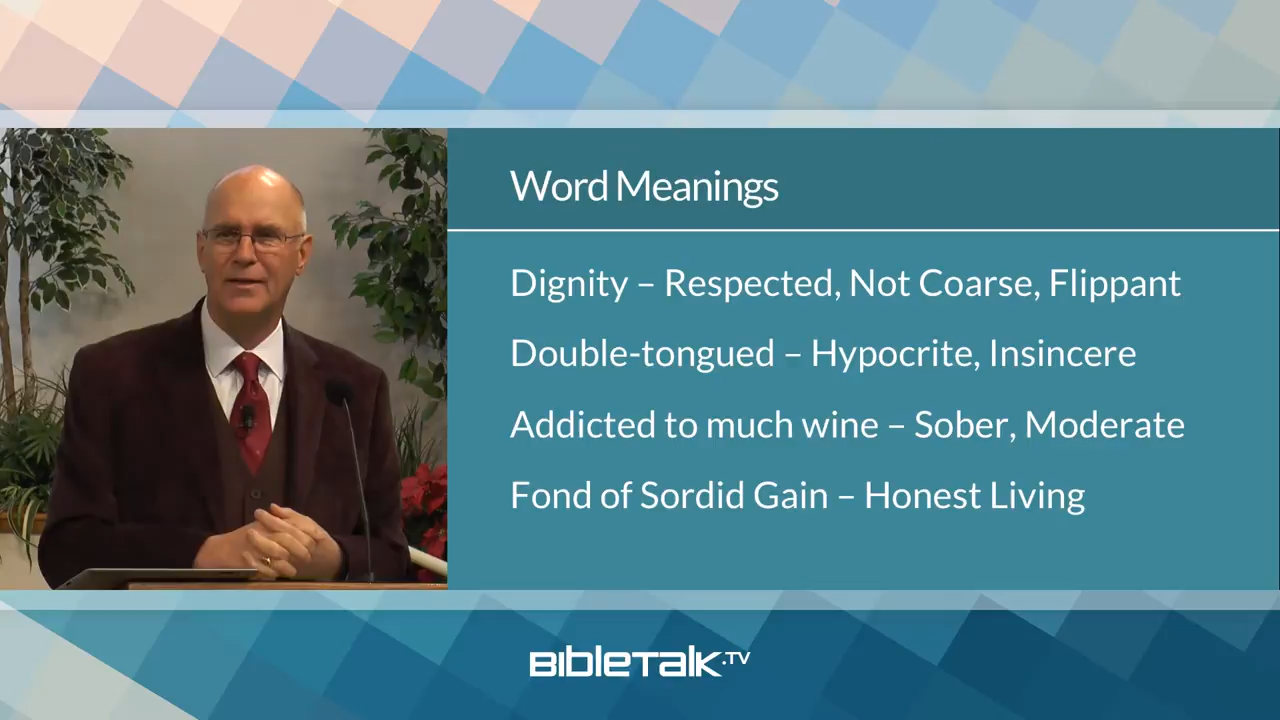 Word Meanings
Dignity – Respected, Not Coarse, Flippant
Double-tongued – Hypocrite, Insincere
Addicted to much wine – Sober, Moderate
Fond of Sordid Gain – Honest Living
BIBLETALK.TV